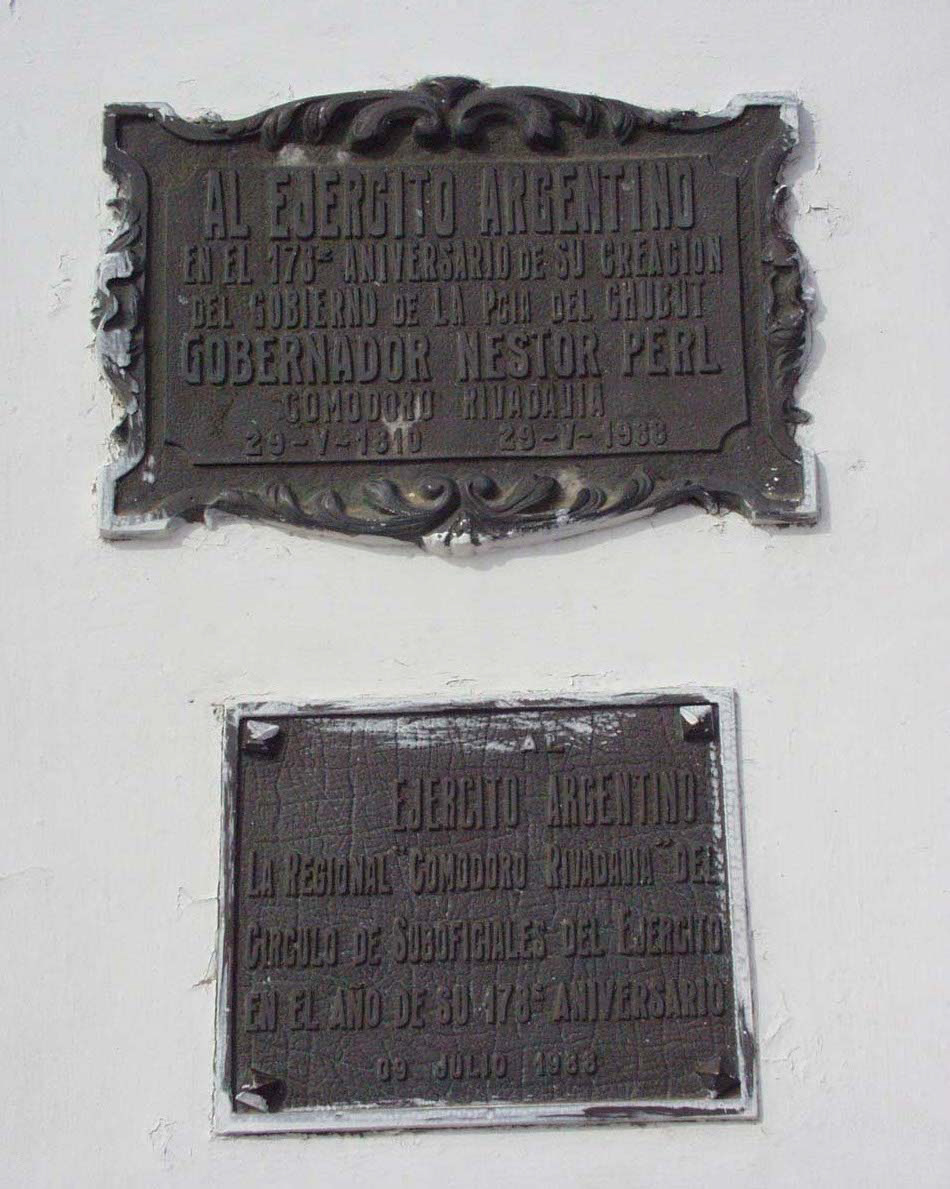 AL EJERCITO ARGENTINO
EN EL 178º ANIVERSARIO DE SU CREACION
DEL GOBIERNO DE LA PCIA DEL CHUBUT
GOBERNADOR NESTOR PERL
COMODORO RIVADAVIA
29-V-1810 29-V-1988
AL
EJERCITO ARGENTINO
LA REGIONAL "COMODORO RIVADAVIA" DEL
CIRCULO DE SUBOFICIALES DEL EJERCITO
EN EL AÑO DE SU 178º ANIVERSARIO
09 JULIO 1988